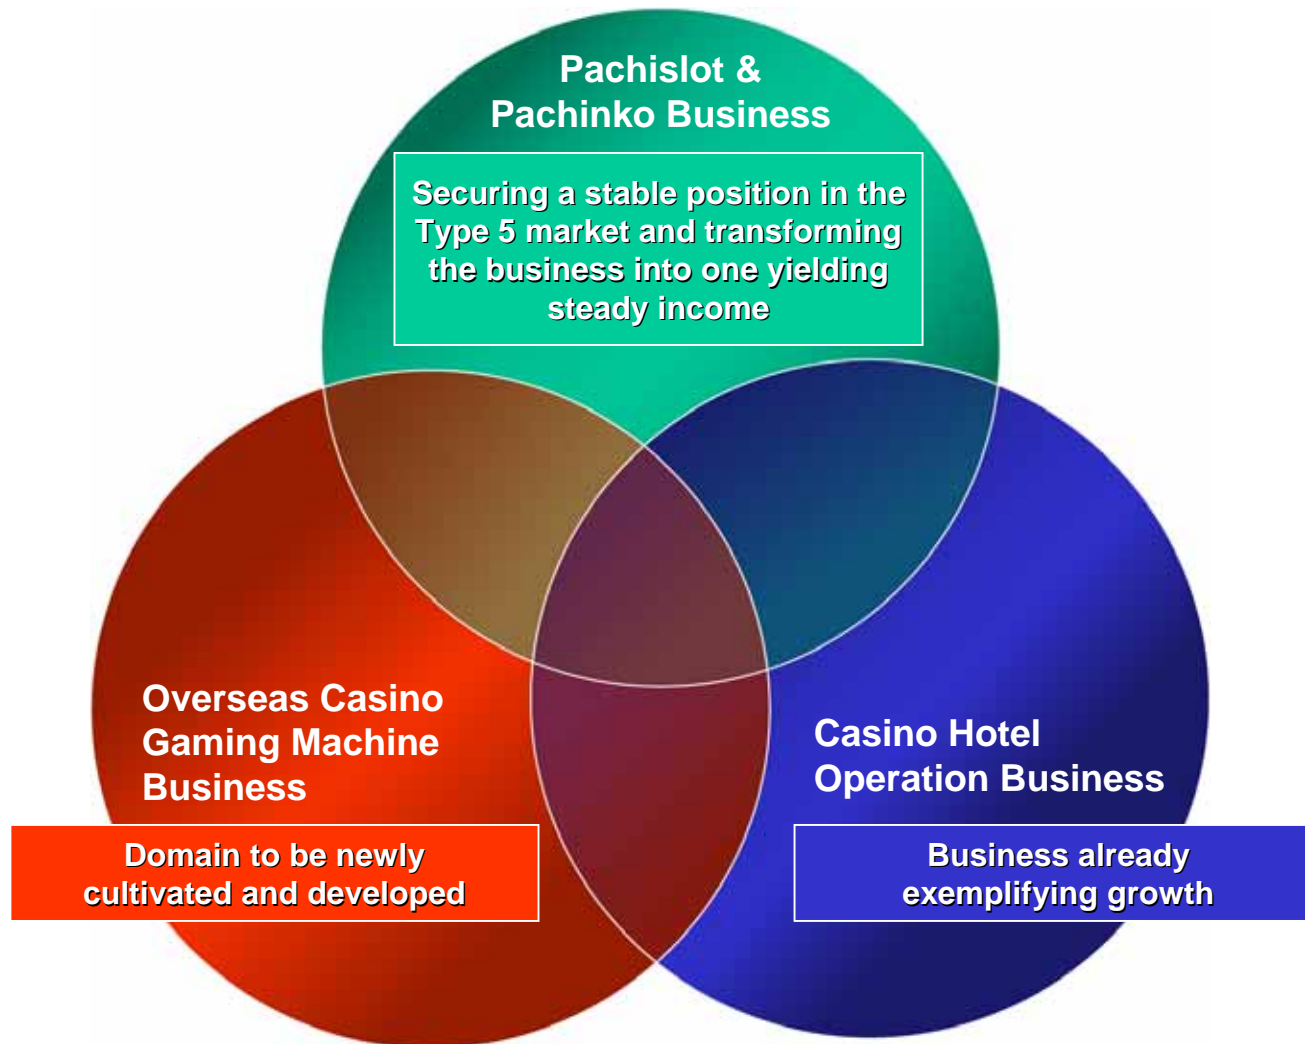 Pachislot &
Pachinko Business
Securing a stable position in the
Type 5 market and transforming
the business into one yielding
steady income
Overseas Casino
Gaming Machine
Business
Domain to be newly
cultivated and developed
Casino Hotel
Operation Business
Business already
exemplifying growth